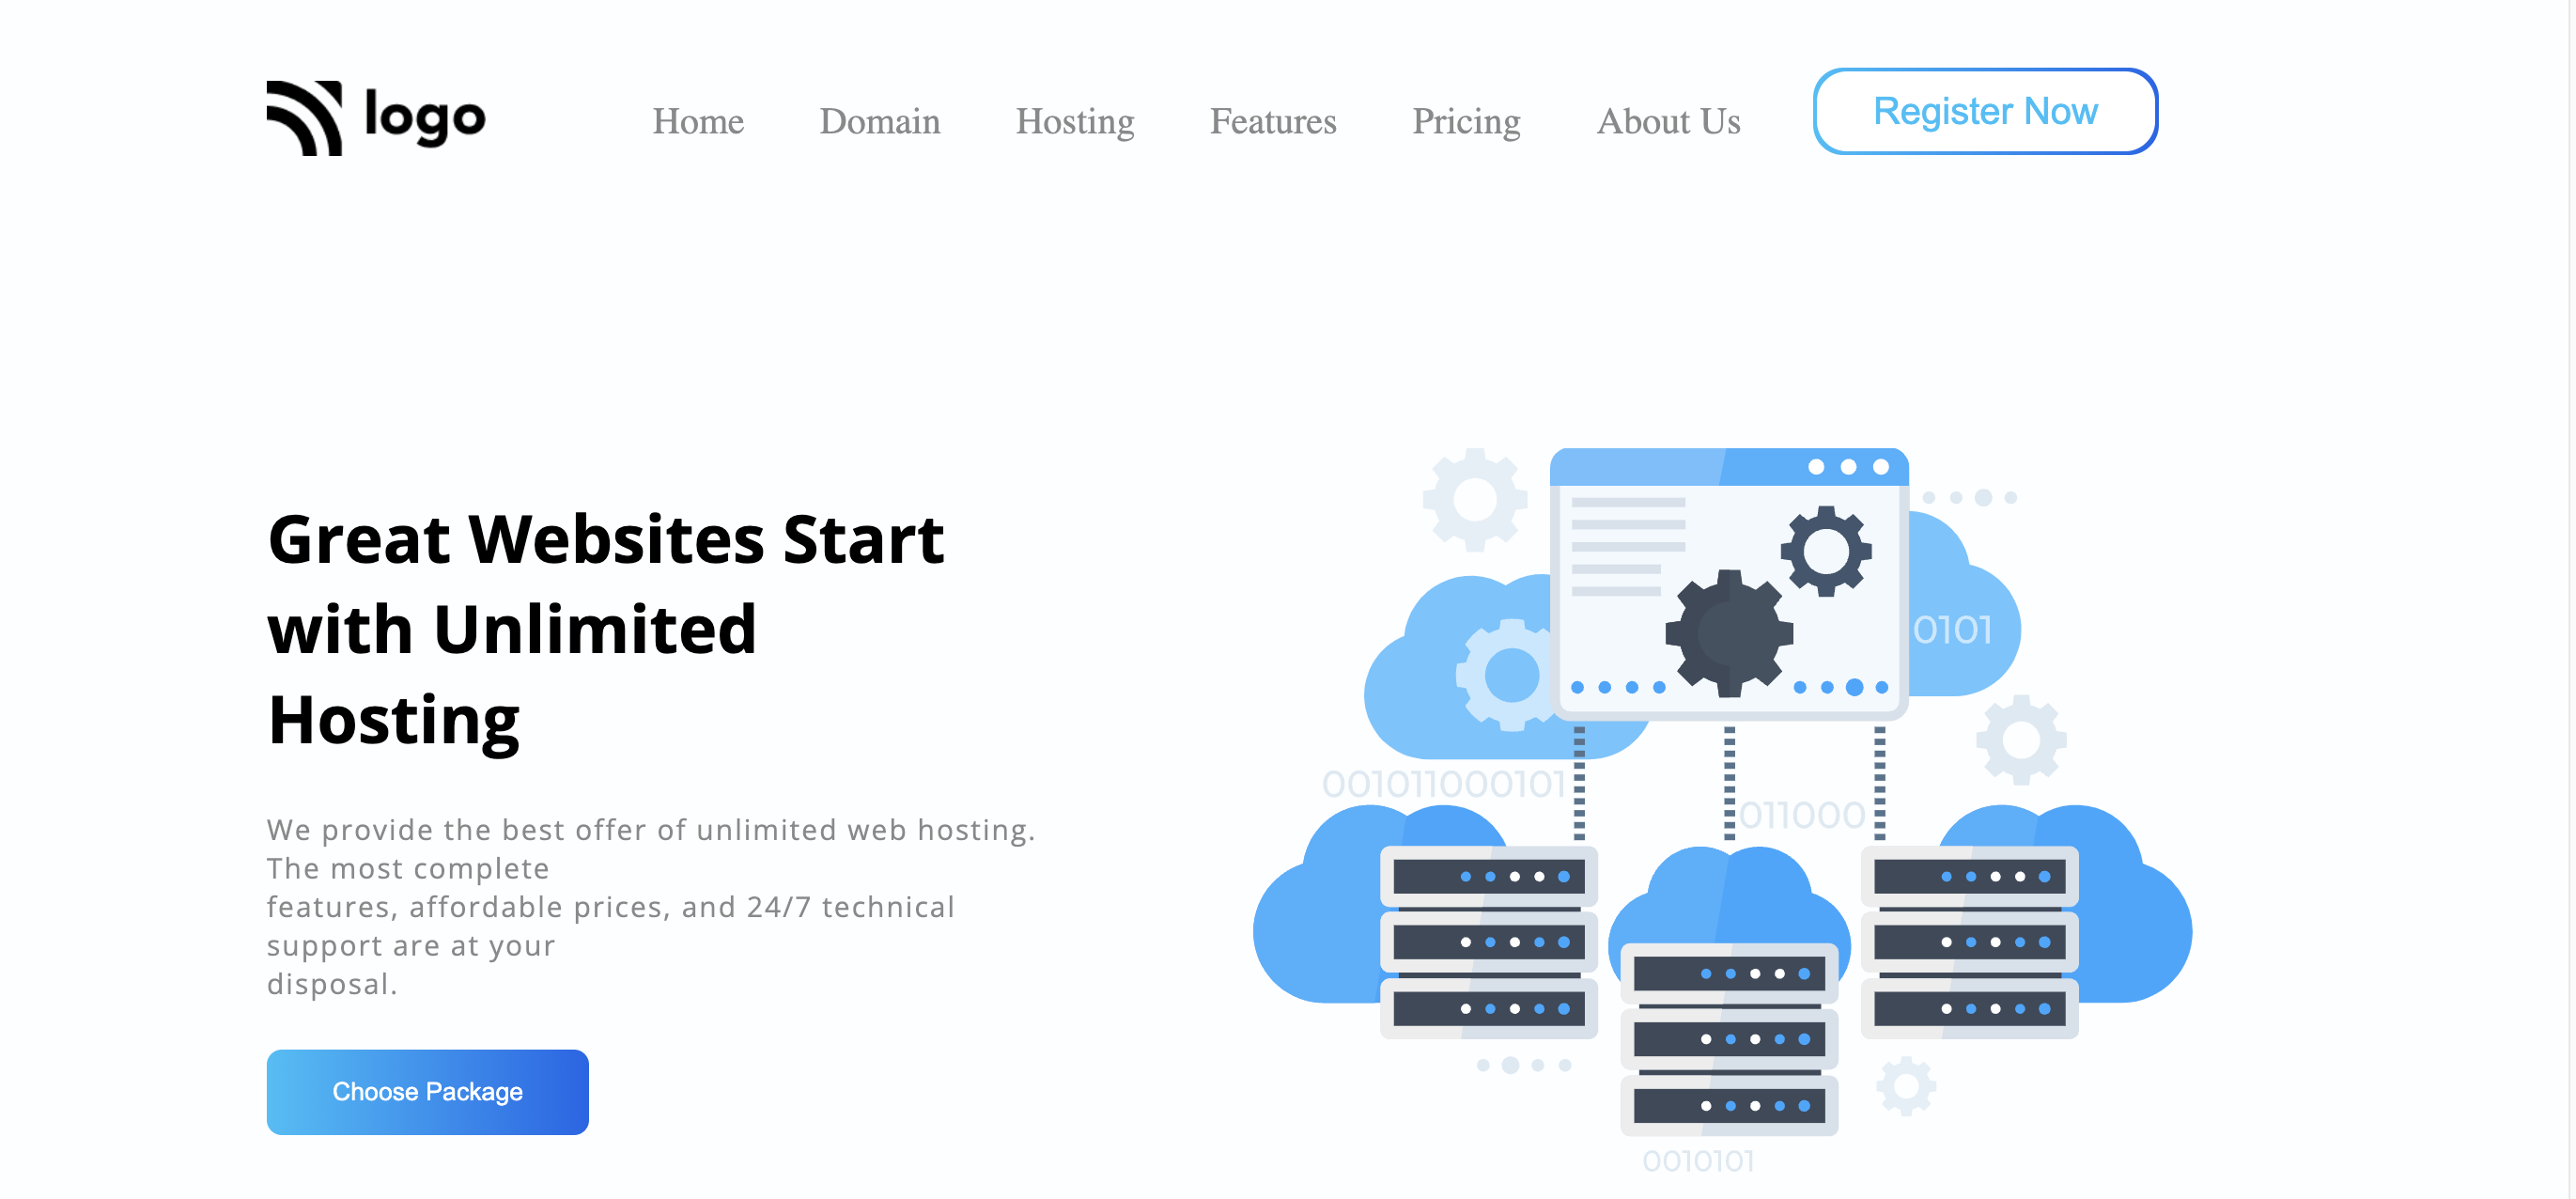 logo
Home Domain Hosting Features Pricing About Us Register Now
Great Websites Start
with Unlimited
Hosting
We provide the best offer of unlimited web hosting.
The most complete
features, affordable prices, and 24/7 technical
support are at your
disposal.
Choose Package
0101
001011000101
011000
0010101